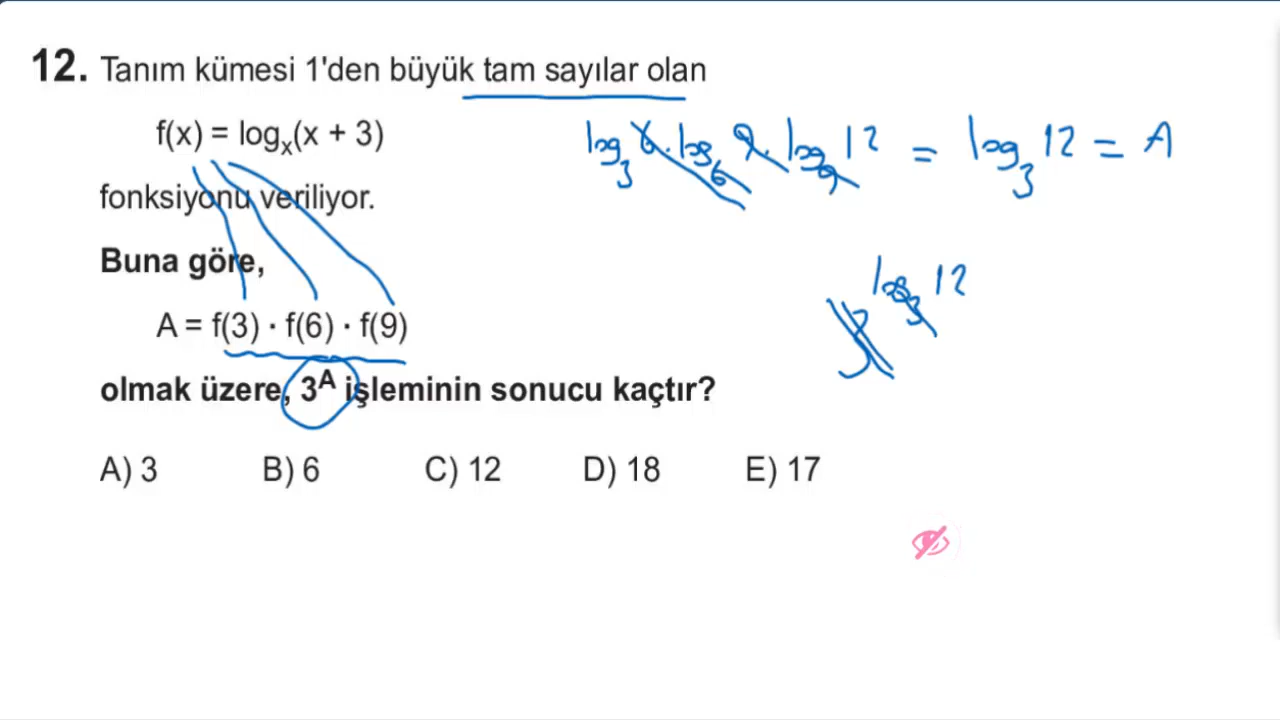 12. Tanım kümesi 1'den büyük tam sayılar olan
f(x) = logₓ(x + 3)
log₃ 6 . log₆ 9 . log₉ 12 = log₃ 12 = A
fonksiyonu veriliyor.
Buna göre,
3^(log₃ 12)
A = f(3) · f(6) · f(9)
olmak üzere, 3ᴬ işleminin sonucu kaçtır?
A) 3 B) 6 C) 12 D) 18 E) 17